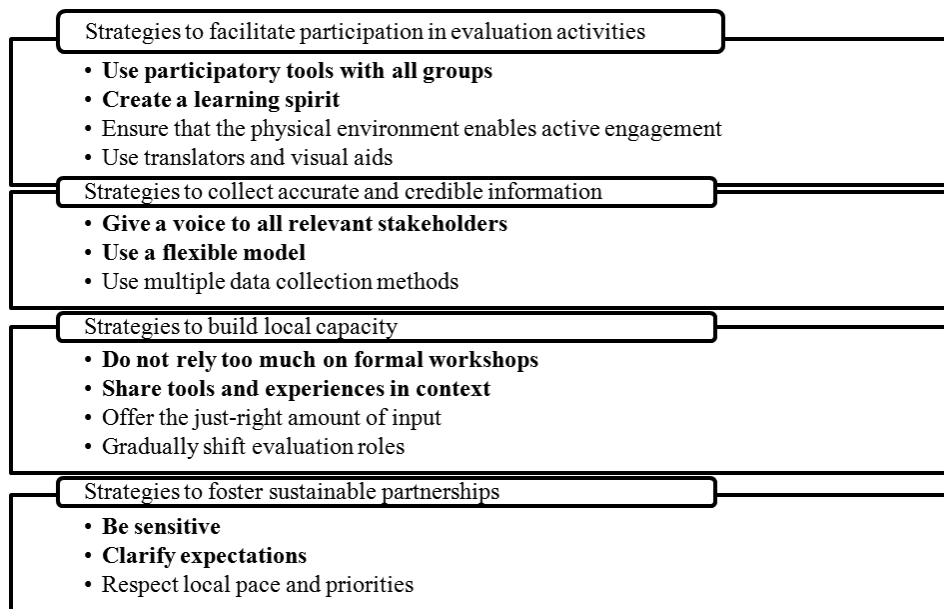 Strategies to facilitate participation in evaluation activities
• Use participatory tools with all groups
• Create a learning spirit
• Ensure that the physical environment enables active engagement
• Use translators and visual aids
Strategies to collect accurate and credible information
• Give a voice to all relevant stakeholders
• Use a flexible model
• Use multiple data collection methods
Strategies to build local capacity
• Do not rely too much on formal workshops
• Share tools and experiences in context
• Offer the just-right amount of input
• Gradually shift evaluation roles
Strategies to foster sustainable partnerships
• Be sensitive
• Clarify expectations
• Respect local pace and priorities